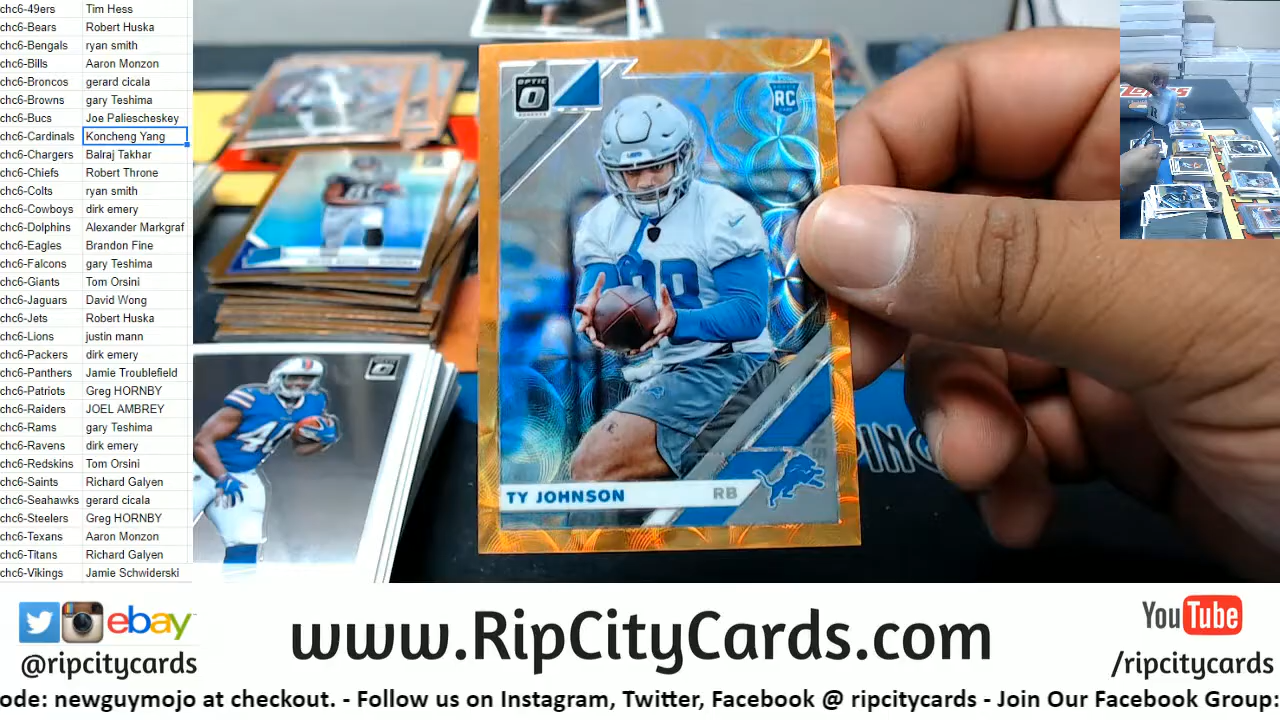 chc6-49ers Tim Hess
chc6-Bears Robert Huska
chc6-Bengals ryan smith
chc6-Bills Aaron Monzon
chc6-Broncos gerard cicala
chc6-Browns gary Teshima
chc6-Bucs Joe Paliescheskey
chc6-Cardinals Koncheng Yang
chc6-Chargers Balraj Takhar
chc6-Chiefs Robert Throne
chc6-Colts ryan smith
chc6-Cowboys dirk emery
chc6-Dolphins Alexander Markgraf
chc6-Eagles Brandon Fine
chc6-Falcons gary Teshima
chc6-Giants Tom Orsini
chc6-Jaguars David Wong
chc6-Jets Robert Huska
chc6-Lions justin mann
chc6-Packers dirk emery
chc6-Panthers Jamie Troublefield
chc6-Patriots Greg HORNBY
chc6-Raiders JOEL AMBREY
chc6-Rams gary Teshima
chc6-Ravens dirk emery
chc6-Redskins Tom Orsini
chc6-Saints Richard Galyen
chc6-Seahawks gerard cicala
chc6-Steelers Greg HORNBY
chc6-Texans Aaron Monzon
chc6-Titans Richard Galyen
chc6-Vikings Jamie Schwiderski
OPTIC
RC
TY JOHNSON RB
ebay
@ripcitycards
www.RipCityCards.com
YouTube
/ripcitycards
ode: newguymojo at checkout. - Follow us on Instagram, Twitter, Facebook @ ripcitycards - Join Our Facebook Group: